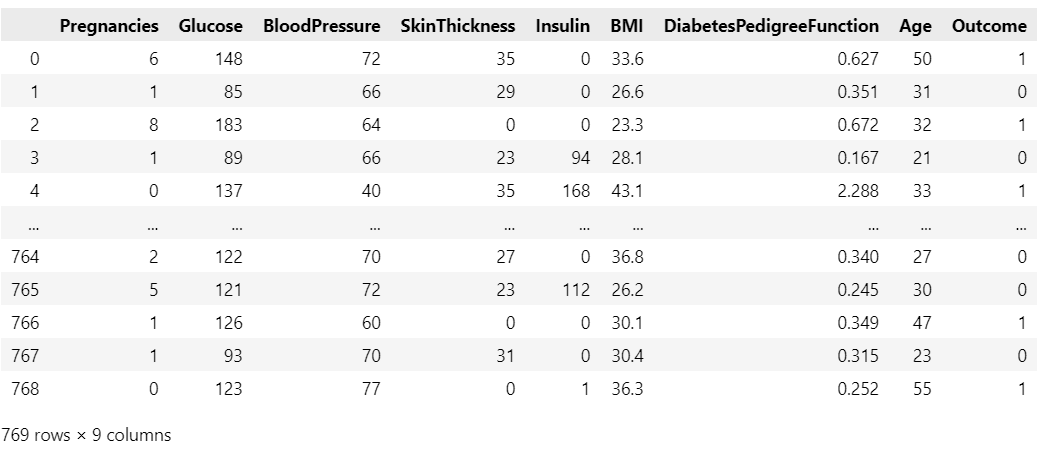 Pregnancies Glucose BloodPressure SkinThickness Insulin BMI DiabetesPedigreeFunction Age Outcome
0 6 148 72 35 0 33.6 0.627 50 1
1 1 85 66 29 0 26.6 0.351 31 0
2 8 183 64 0 0 23.3 0.672 32 1
3 1 89 66 23 94 28.1 0.167 21 0
4 0 137 40 35 168 43.1 2.288 33 1
... ... ... ... ... ... ... ... ... ...
764 2 122 70 27 0 36.8 0.340 27 0
765 5 121 72 23 112 26.2 0.245 30 0
766 1 126 60 0 0 30.1 0.349 47 1
767 1 93 70 31 0 30.4 0.315 23 0
768 0 123 77 0 1 36.3 0.252 55 1
769 rows × 9 columns